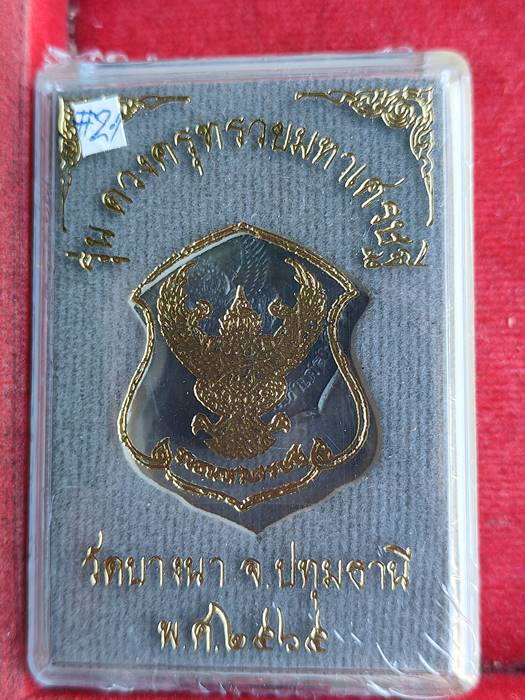 #21
รุ่น ดวงครุฑรวยมหาเศรษฐี
วัดบางนา จ.ปทุมธานี
พ.ศ.๒๕๖๕